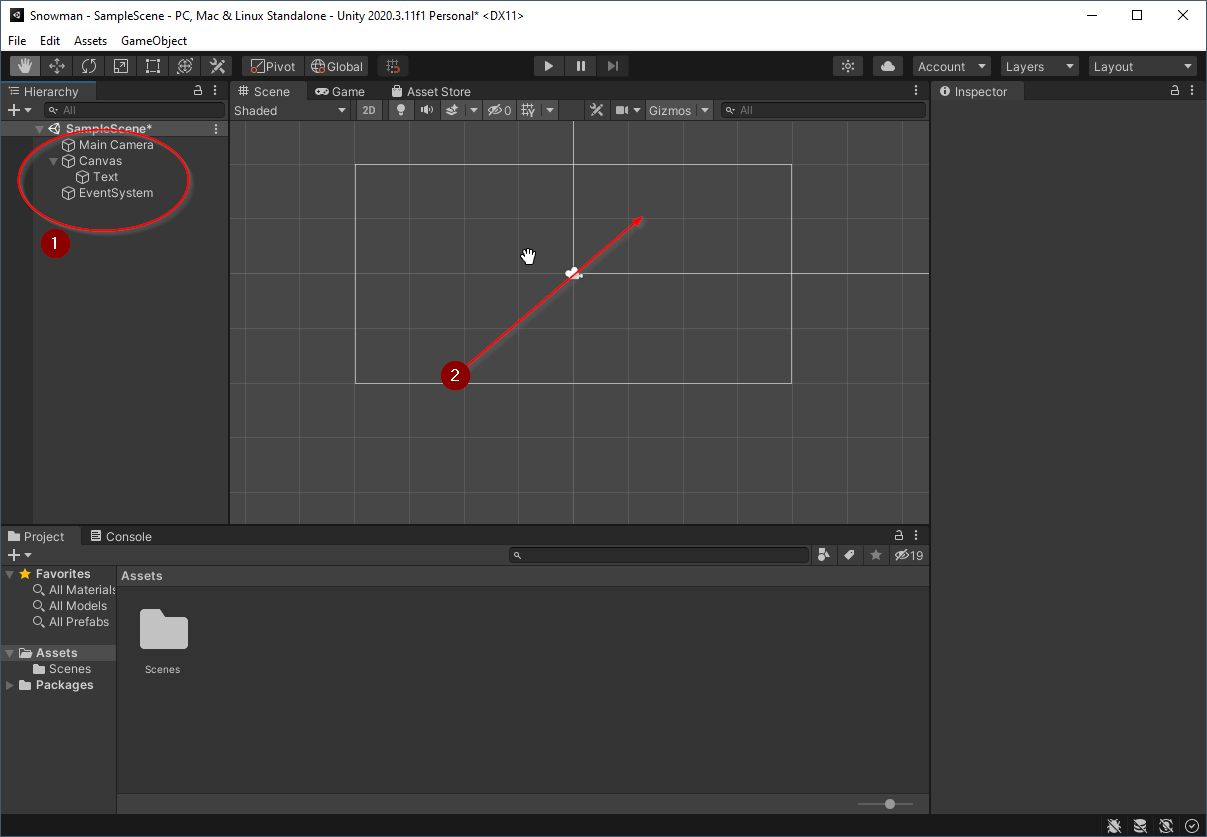 Snowman - SampleScene - PC, Mac & Linux Standalone - Unity 2020.3.11f1 Personal* <DX11>
File Edit Assets GameObject
Pivot Global Account Layers Layout
Hierarchy
All
SampleScene*
Main Camera
Canvas
Text
EventSystem
1
Scene Game Asset Store
Shaded 2D 0 Gizmos All
2
Inspector
Project Console
19
Favorites
All Materials
All Models
All Prefabs
Assets
Scenes
Packages
Assets
Scenes